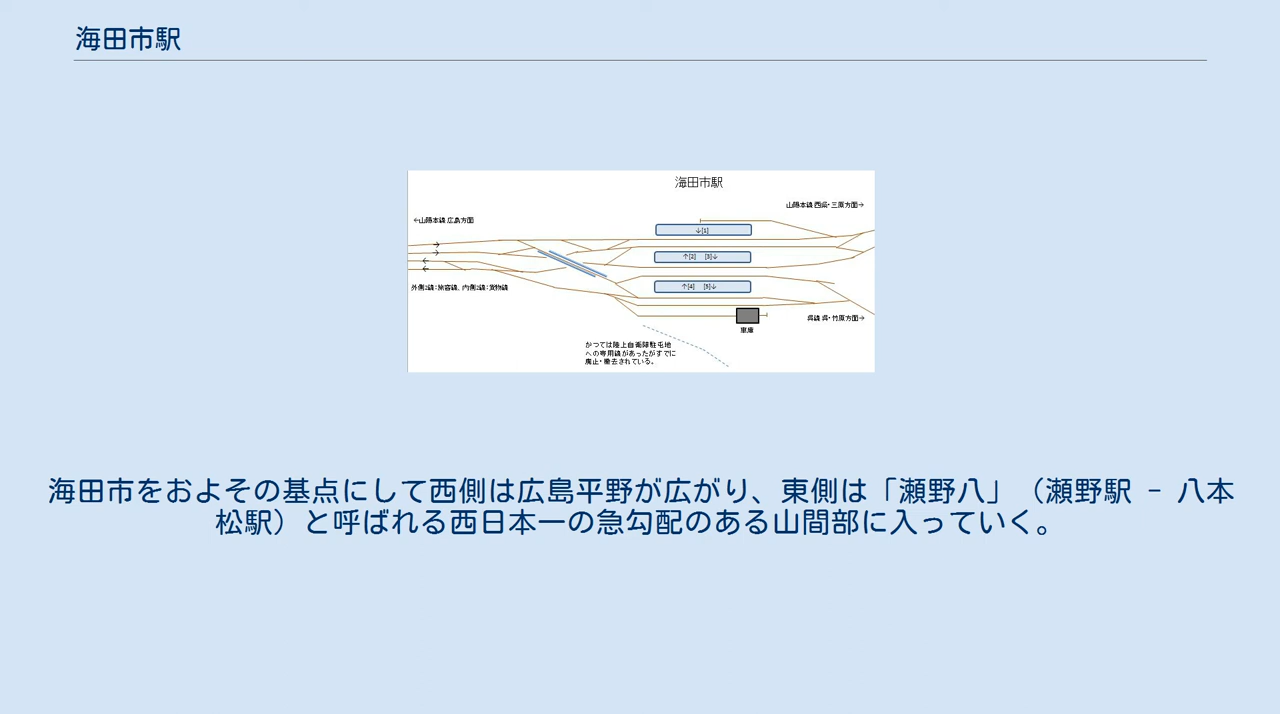 海田市駅
海田市駅
山陽本線 西条・三原方面→
←山陽本線 広島方面
↓[1]
↑[2] [3]↓
↑[4] [5]↓
外側2線：旅客線、内側2線：貨物線
呉線 呉・竹原方面→
車庫
かつては陸上自衛隊駐屯地
への専用線があったがすでに
廃止・撤去されている。
海田市をおよその基点にして西側は広島平野が広がり、東側は「瀬野八」（瀬野駅 - 八本
松駅）と呼ばれる西日本一の急勾配のある山間部に入っていく。